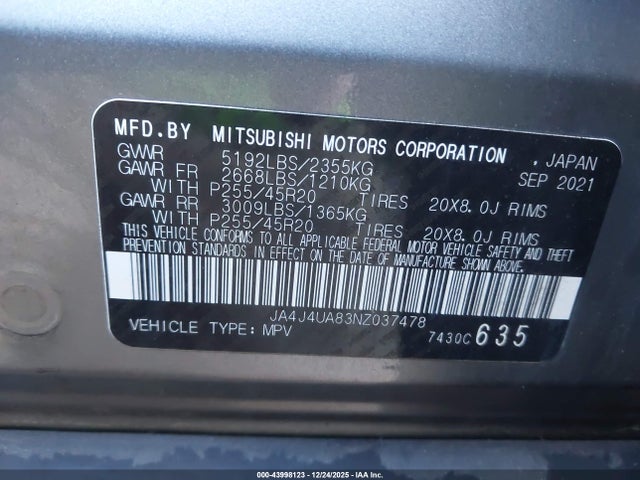 MFD.BY MITSUBISHI MOTORS CORPORATION , JAPAN
GVWR 5192LBS/2355KG SEP 2021
GAWR FR 2668LBS/1210KG
WITH P255/45R20 TIRES 20X8.0J RIMS
GAWR RR 3009LBS/1365KG
WITH P255/45R20 TIRES 20X8.0J RIMS
THIS VEHICLE CONFORMS TO ALL APPLICABLE FEDERAL MOTOR VEHICLE SAFETY AND THEFT
PREVENTION STANDARDS IN EFFECT ON THE DATE OF MANUFACTURE SHOWN ABOVE.
JA4J4UA83NZ037478
VEHICLE TYPE: MPV 7430C 635
000-43998123 - 12/24/2025 - IAA Inc.